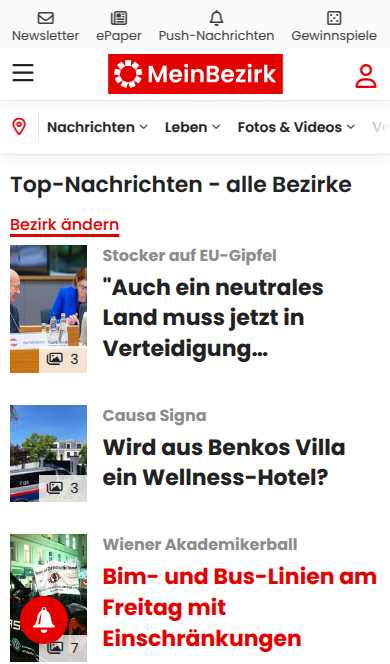 Newsletter ePaper Push-Nachrichten Gewinnspiele
MeinBezirk
Nachrichten Leben Fotos & Videos
Top-Nachrichten - alle Bezirke
Bezirk ändern
Stocker auf EU-Gipfel
"Auch ein neutrales
Land muss jetzt in
Verteidigung...
3
Causa Signa
Wird aus Benkos Villa
ein Wellness-Hotel?
3
Wiener Akademikerball
Bim- und Bus-Linien am
Freitag mit
Einschränkungen
7